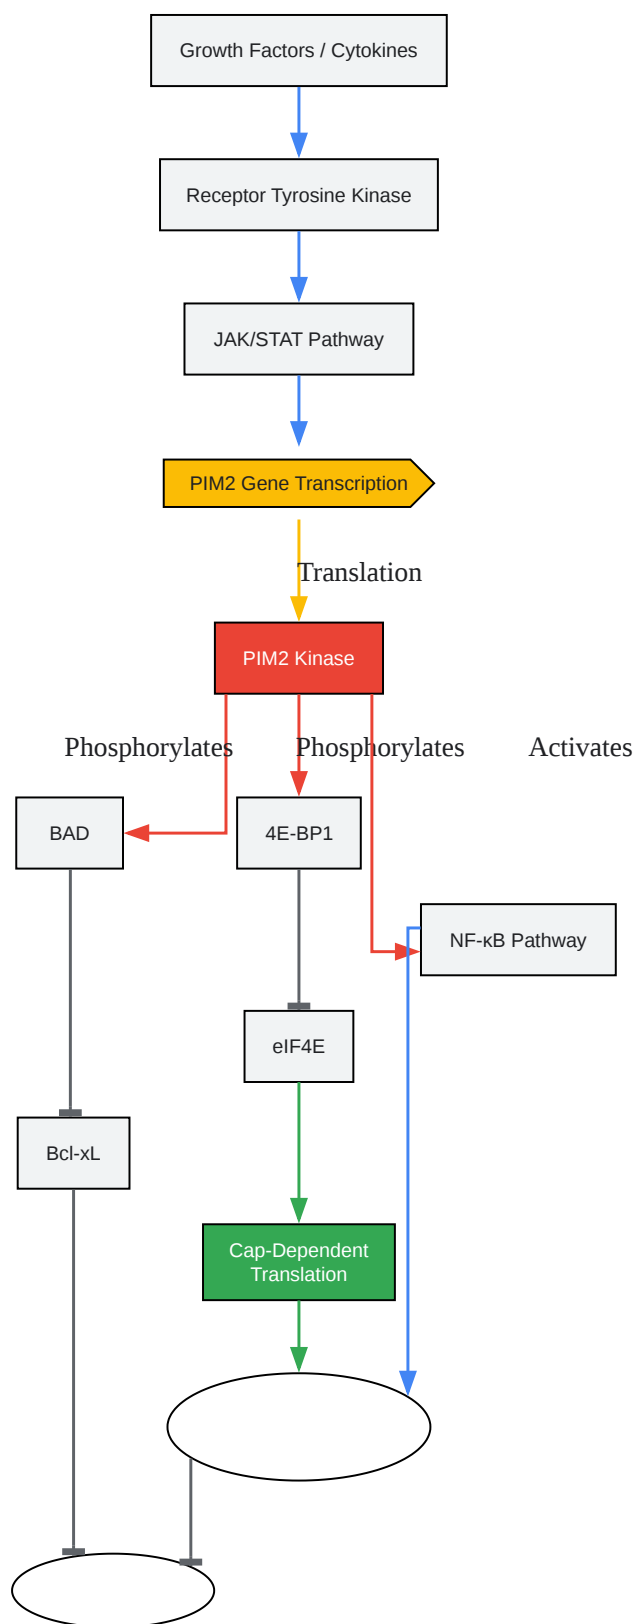 Growth Factors / Cytokines
Receptor Tyrosine Kinase
JAK/STAT Pathway
PIM2 Gene Transcription
Translation
PIM2 Kinase
Phosphorylates
Phosphorylates
Activates
BAD
4E-BP1
NF-κB Pathway
eIF4E
Bcl-xL
Cap-Dependent
Translation